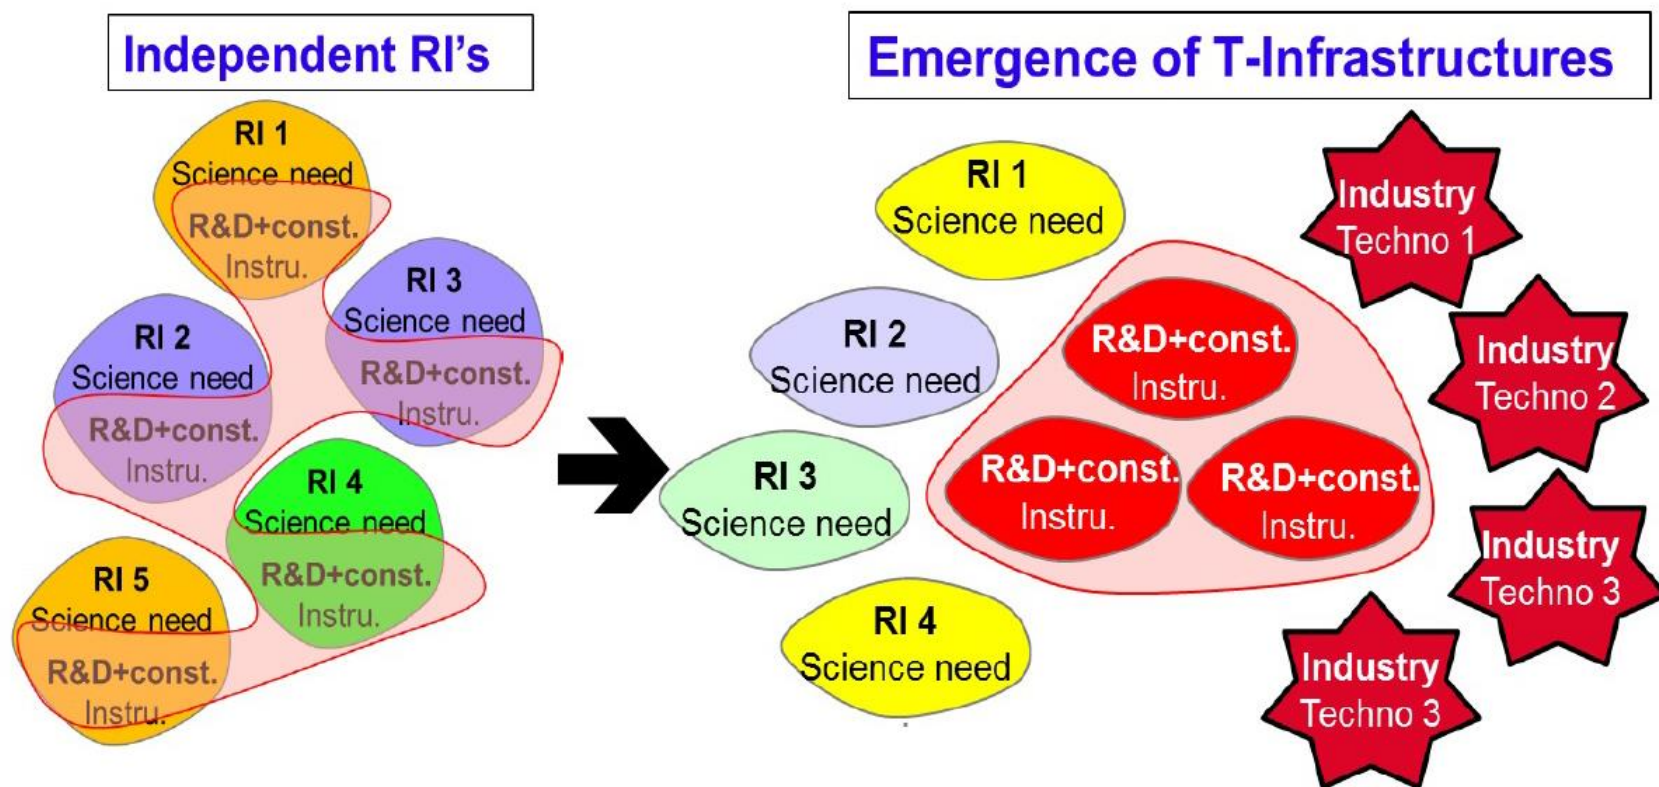 Independent RI's
Emergence of T-Infrastructures
RI 1
Science need
R&D+const.
Instru.
RI 3
Science need
R&D+const.
Instru.
RI 2
Science need
R&D+const.
Instru.
RI 4
Science need
R&D+const.
Instru.
RI 5
Science need
R&D+const.
Instru.
RI 1
Science need
RI 2
Science need
RI 3
Science need
RI 4
Science need
R&D+const.
Instru.
R&D+const.
Instru.
R&D+const.
Instru.
Industry
Techno 1
Industry
Techno 2
Industry
Techno 3
Industry
Techno 3